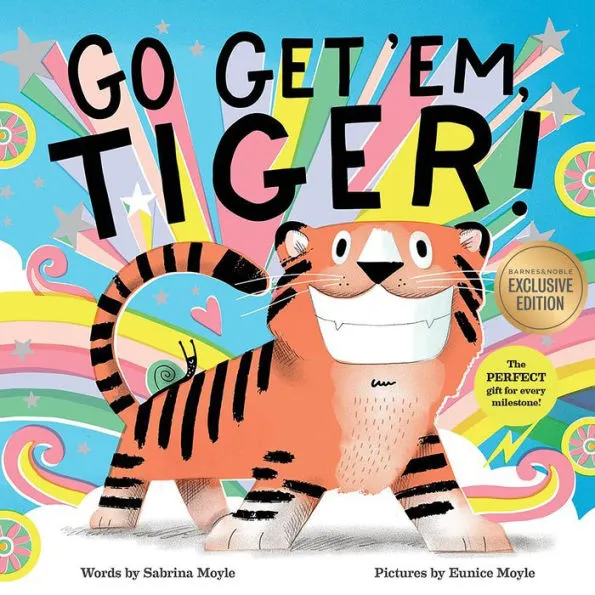 GO GET 'EM,
TIGER!
BARNES&NOBLE
EXCLUSIVE
EDITION
The
PERFECT
gift for every
milestone!
Words by Sabrina Moyle
Pictures by Eunice Moyle